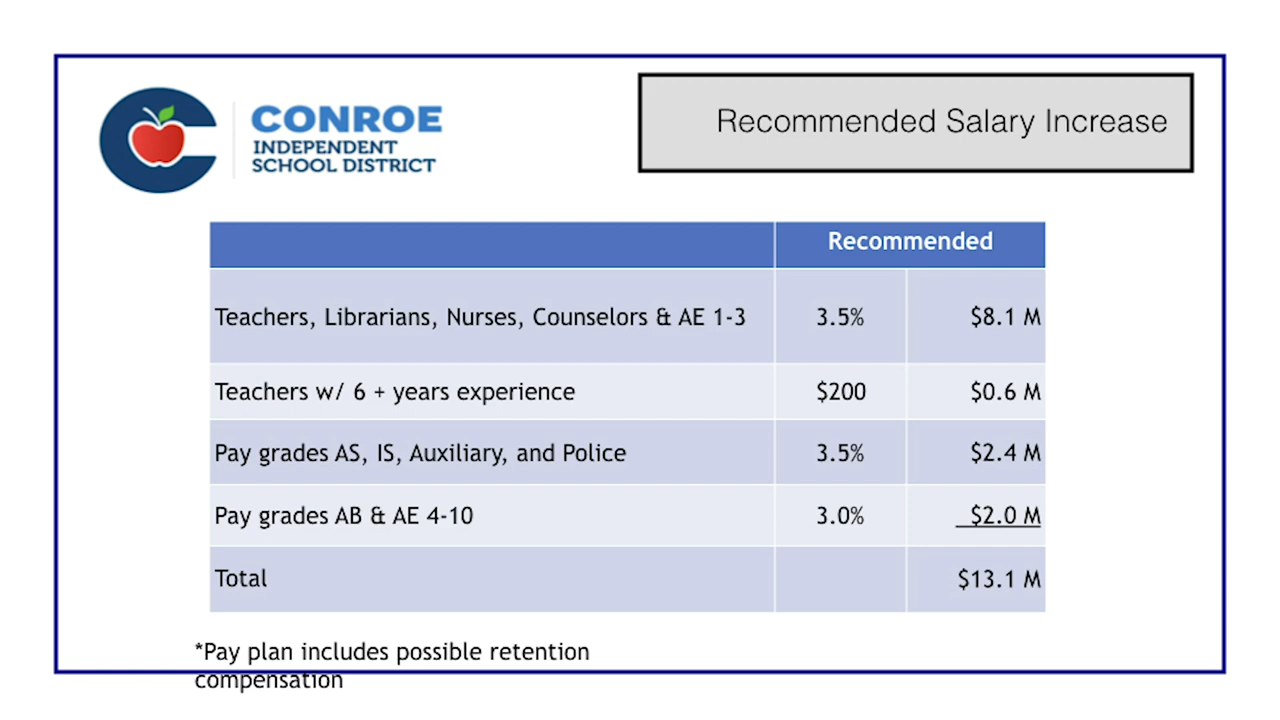 CONROE
INDEPENDENT
SCHOOL DISTRICT
Recommended Salary Increase
Recommended
Teachers, Librarians, Nurses, Counselors & AE 1-3 3.5% $8.1 M
Teachers w/ 6 + years experience $200 $0.6 M
Pay grades AS, IS, Auxiliary, and Police 3.5% $2.4 M
Pay grades AB & AE 4-10 3.0% $2.0 M
Total $13.1 M
*Pay plan includes possible retention
compensation